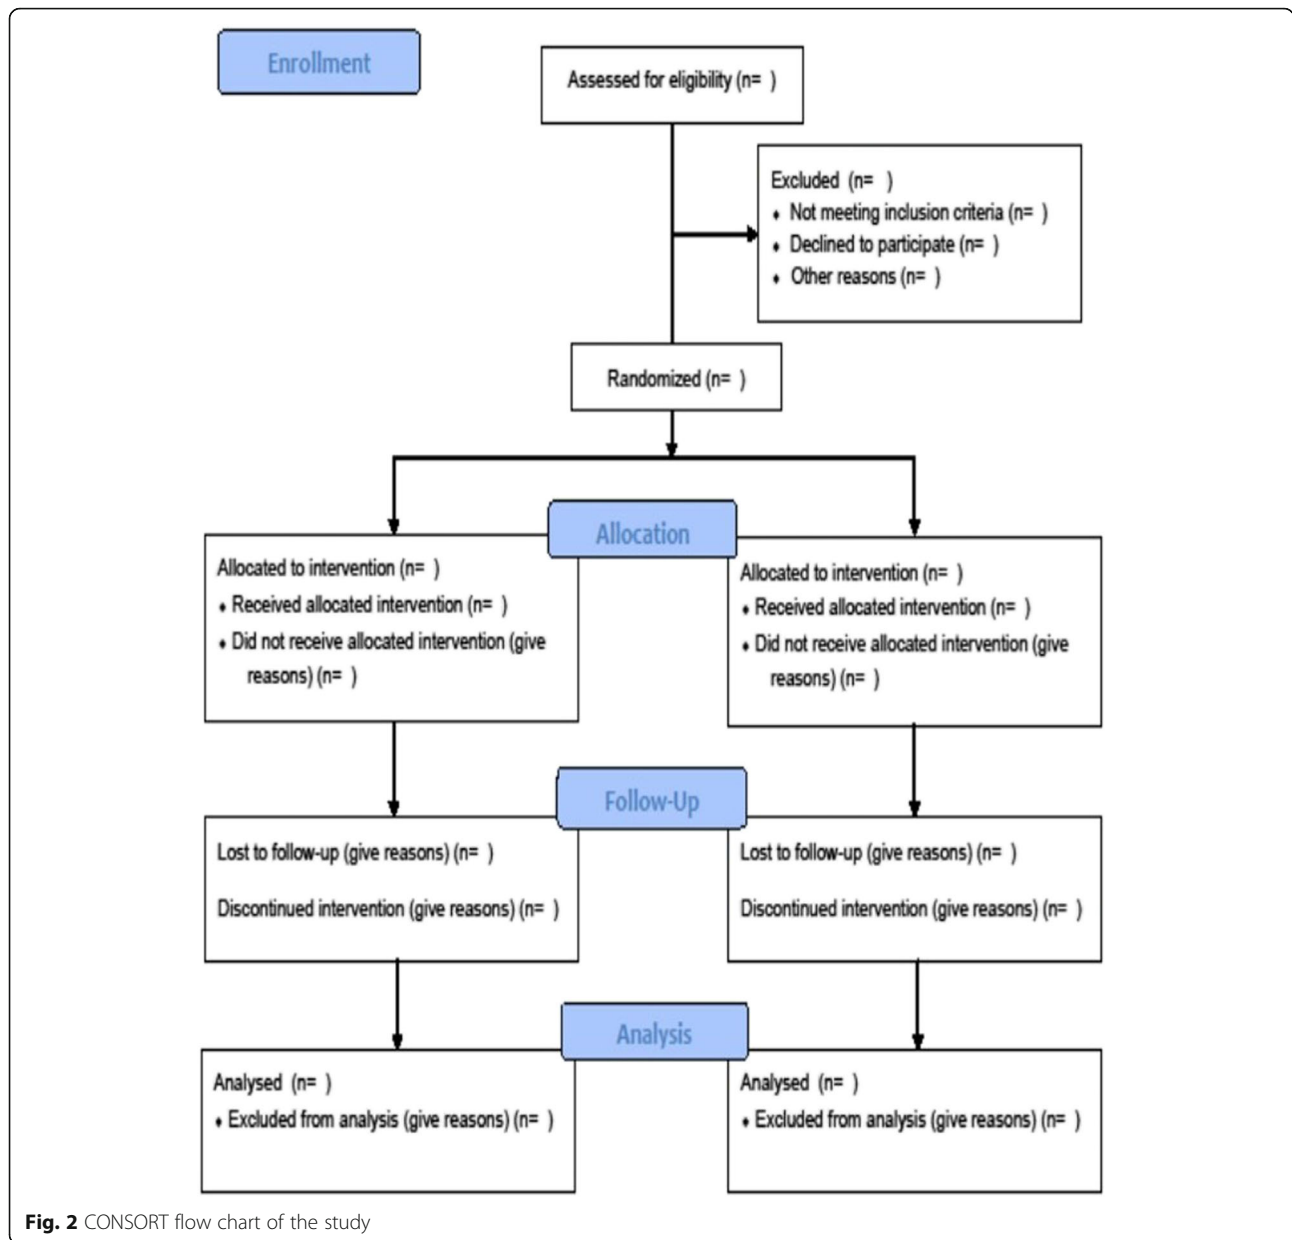 Enrollment
Assessed for eligibility (n=  )
Excluded  (n=  )
♦ Not meeting inclusion criteria (n=  )
♦ Declined to participate (n=  )
♦ Other reasons (n=  )
Randomized (n=  )
Allocation
Allocated to intervention (n=  )
♦ Received allocated intervention (n=  )
♦ Did not receive allocated intervention (give
reasons) (n=  )
Allocated to intervention (n=  )
♦ Received allocated intervention (n=  )
♦ Did not receive allocated intervention (give
reasons) (n=  )
Follow-Up
Lost to follow-up (give reasons) (n=  )
Discontinued intervention (give reasons) (n=  )
Lost to follow-up (give reasons) (n=  )
Discontinued intervention (give reasons) (n=  )
Analysis
Analysed  (n=  )
♦ Excluded from analysis (give reasons) (n=  )
Analysed  (n=  )
♦ Excluded from analysis (give reasons) (n=  )
Fig. 2 CONSORT flow chart of the study